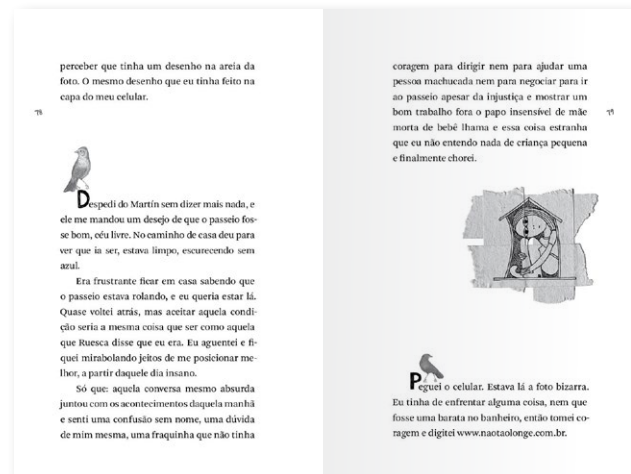 perceber que tinha um desenho na areia da
foto. O mesmo desenho que eu tinha feito na
capa do meu celular.
78
Despedi do Martín sem dizer mais nada, e
ele me mandou um desejo de que o passeio fos-
se bom, céu livre. No caminho de casa deu para
ver que ia ser, estava limpo, escurecendo sem
azul.
Era frustrante ficar em casa sabendo que
o passeio estava rolando, e eu queria estar lá.
Quase voltei atrás, mas aceitar aquela condi-
ção seria a mesma coisa que ser como aquela
que Ruesca disse que eu era. Eu aguentei e fi-
quei mirabolando jeitos de me posicionar me-
lhor, a partir daquele dia insano.
Só que: aquela conversa mesmo absurda
juntou com os acontecimentos daquela manhã
e senti uma confusão sem nome, uma dúvida
de mim mesma, uma fraquinha que não tinha
coragem para dirigir nem para ajudar uma
pessoa machucada nem para negociar para ir
ao passeio apesar da injustiça e mostrar um
bom trabalho fora o papo insensível de mãe
morta de bebê lhama e essa coisa estranha
que eu não entendo nada de criança pequena
e finalmente chorei.
79
Peguei o celular. Estava lá a foto bizarra.
Eu tinha de enfrentar alguma coisa, nem que
fosse uma barata no banheiro, então tomei co-
ragem e digitei www.naotaolonge.com.br.